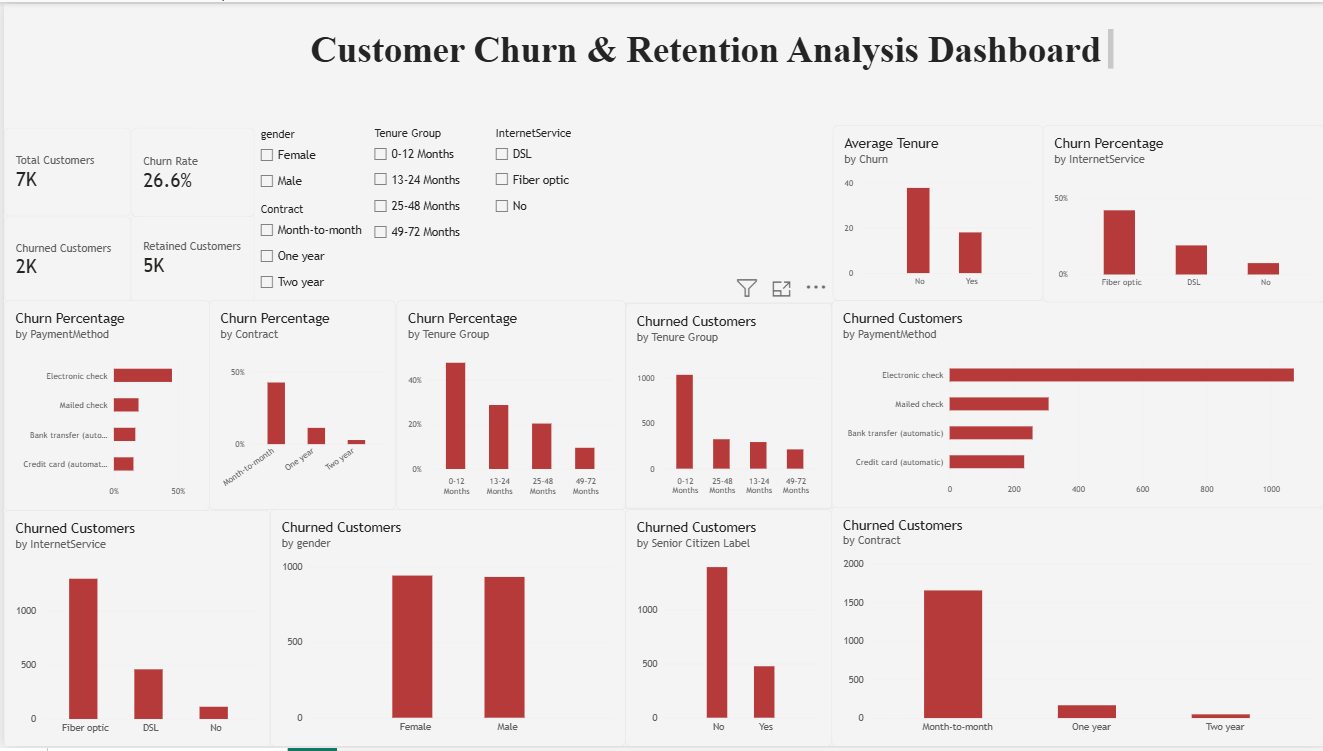 Customer Churn & Retention Analysis Dashboard
Total Customers
7K
Churn Rate
26.6%
Churned Customers
2K
Retained Customers
5K
gender
Female
Male
Contract
Month-to-month
One year
Two year
Tenure Group
0-12 Months
13-24 Months
25-48 Months
49-72 Months
InternetService
DSL
Fiber optic
No
Average Tenure
by Churn
40
20
0
No
Yes
Churn Percentage
by InternetService
50%
0%
Fiber optic
DSL
No
Churn Percentage
by PaymentMethod
Electronic check
Mailed check
Bank transfer (auto...
Credit card (automat...
0%
50%
Churn Percentage
by Contract
50%
0%
Month-to-month
One year
Two year
Churn Percentage
by Tenure Group
40%
20%
0%
0-12
Months
13-24
Months
25-48
Months
49-72
Months
Churned Customers
by Tenure Group
1000
500
0
0-12
Months
25-48
Months
13-24
Months
49-72
Months
Churned Customers
by PaymentMethod
Electronic check
Mailed check
Bank transfer (automatic)
Credit card (automatic)
0
200
400
600
800
1000
Churned Customers
by InternetService
1000
500
0
Fiber optic
DSL
No
Churned Customers
by gender
1000
500
0
Female
Male
Churned Customers
by Senior Citizen Label
1000
500
0
No
Yes
Churned Customers
by Contract
2000
1500
1000
500
0
Month-to-month
One year
Two year